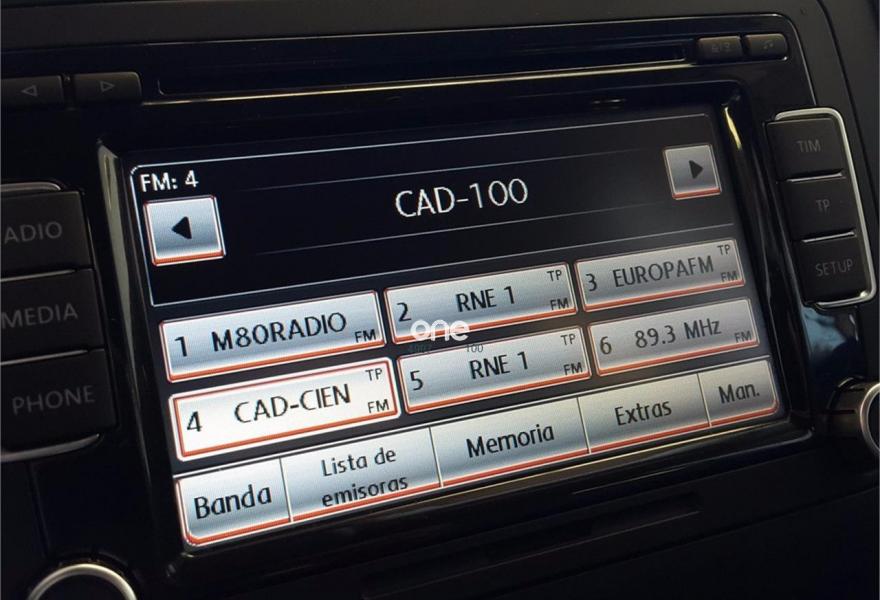 FM: 4
CAD-100
TIM
ADIO
TP
SETUP
MEDIA
PHONE
1 M80RADIO FM
2 RNE 1 TP FM
3 EUROPAFM TP FM
4 CAD-CIEN TP FM
5 RNE 1 TP FM
6 89.3 MHz FM
one
100
Banda
Lista de
emisoras
Memoria
Extras
Man.